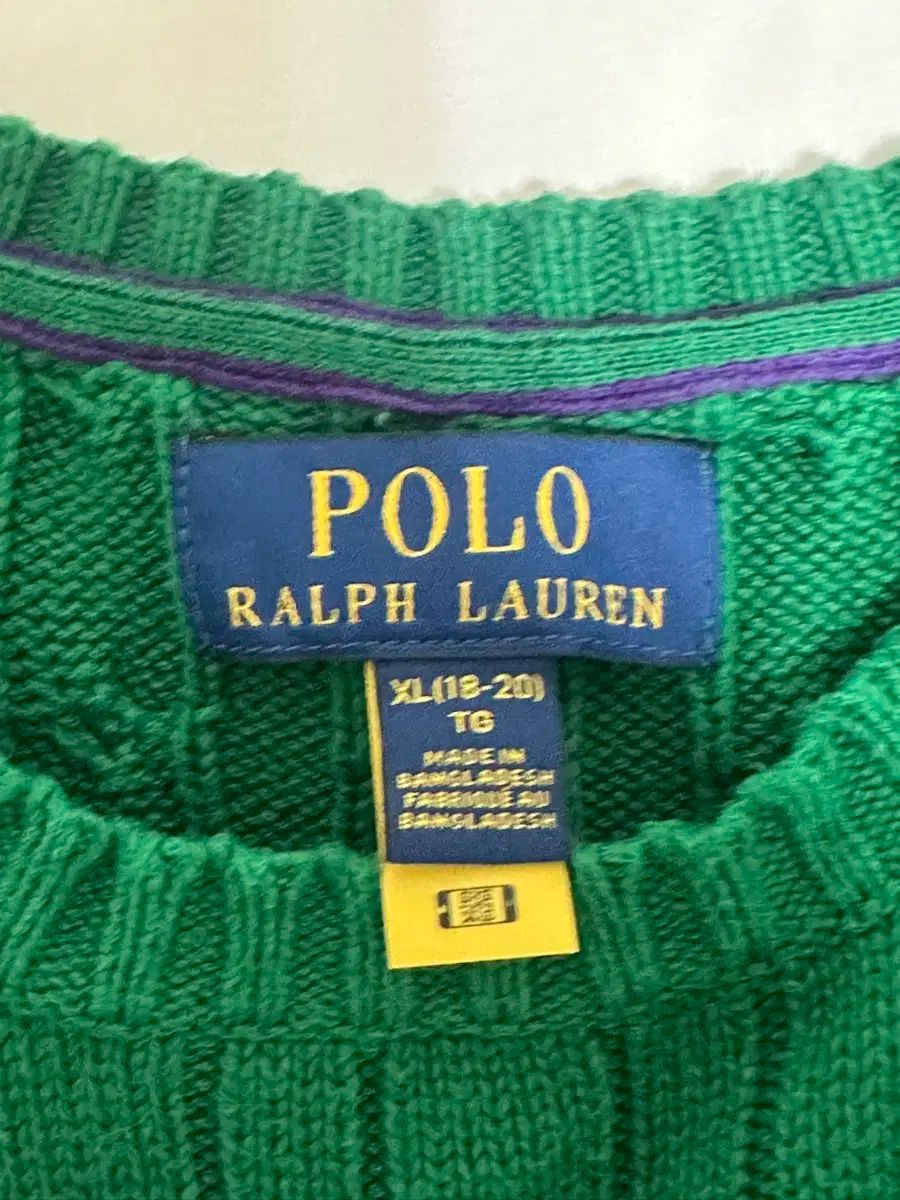 POLO
RALPH LAUREN
XL(18-20)
TG
MADE IN
BANGLADESH
FABRIQUÉ AU
BANGLADESH